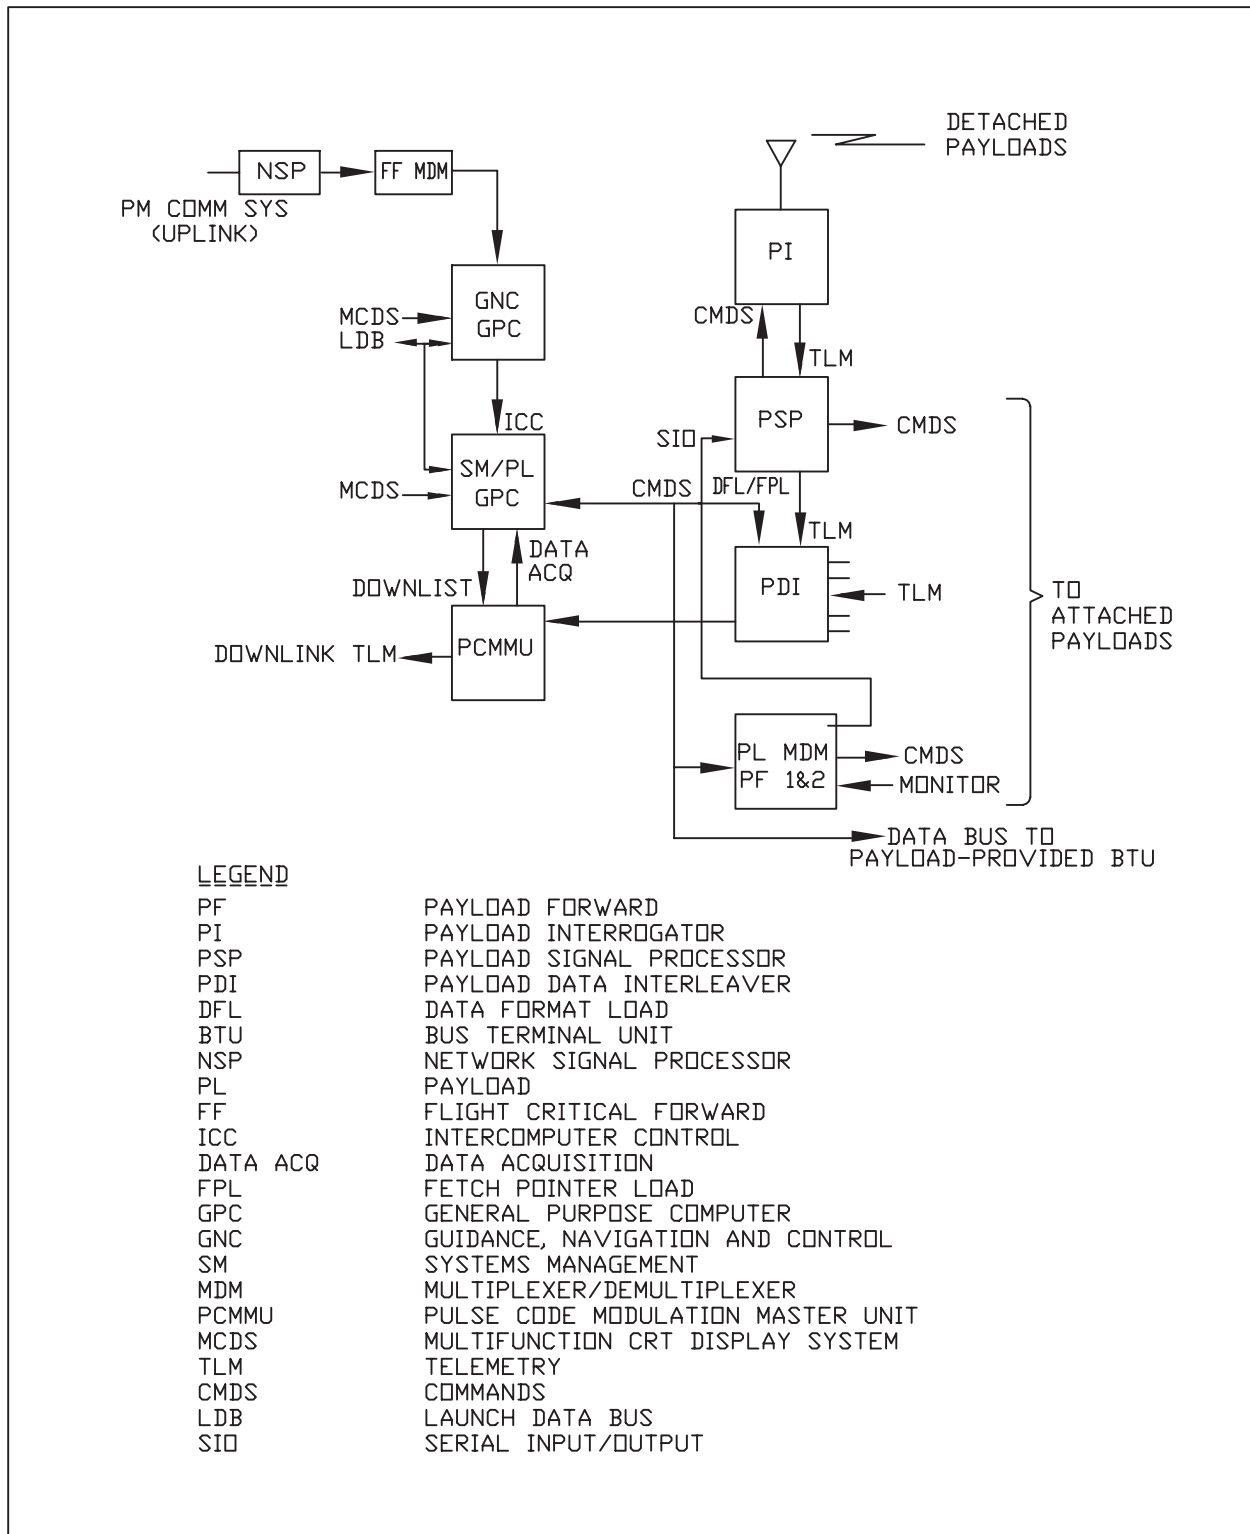 DETACHED
PAYLOADS
NSP
FF MDM
PM COMM SYS
(UPLINK)
PI
GNC
GPC
MCDS
LDB
CMDS
TLM
ICC
PSP
CMDS
SIO
SM/PL
GPC
MCDS
CMDS
DFL/FPL
TLM
DATA
ACQ
DOWNLIST
PDI
TLM
TO
ATTACHED
PAYLOADS
PCMMU
DOWNLINK TLM
PL MDM
PF 1&2
CMDS
MONITOR
DATA BUS TO
PAYLOAD-PROVIDED BTU
LEGEND
PF PAYLOAD FORWARD
PI PAYLOAD INTERROGATOR
PSP PAYLOAD SIGNAL PROCESSOR
PDI PAYLOAD DATA INTERLEAVER
DFL DATA FORMAT LOAD
BTU BUS TERMINAL UNIT
NSP NETWORK SIGNAL PROCESSOR
PL PAYLOAD
FF FLIGHT CRITICAL FORWARD
ICC INTERCOMPUTER CONTROL
DATA ACQ DATA ACQUISITION
FPL FETCH POINTER LOAD
GPC GENERAL PURPOSE COMPUTER
GNC GUIDANCE, NAVIGATION AND CONTROL
SM SYSTEMS MANAGEMENT
MDM MULTIPLEXER/DEMULTIPLEXER
PCMMU PULSE CODE MODULATION MASTER UNIT
MCDS MULTIFUNCTION CRT DISPLAY SYSTEM
TLM TELEMETRY
CMDS COMMANDS
LDB LAUNCH DATA BUS
SIO SERIAL INPUT/OUTPUT